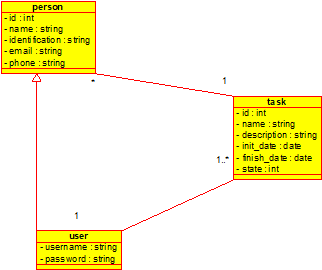 person
- id : int
- name : string
- identification : string
- email : string
- phone : string
*
1
task
- id : int
- name : string
- description : string
- init_date : date
- finish_date : date
- state : int
1..*
1
user
- username : string
- password : string